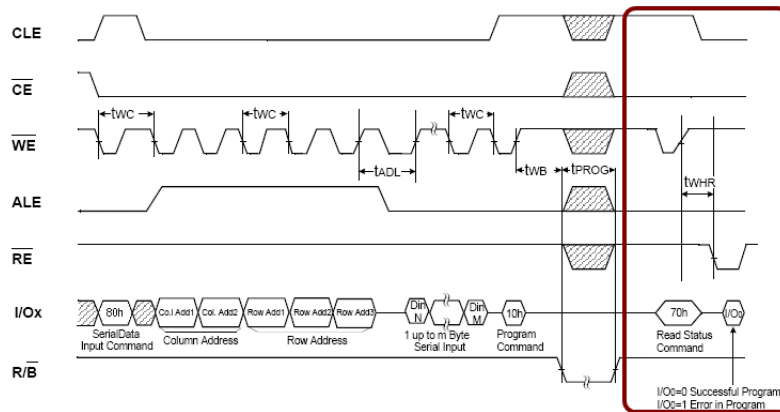 CLE
CE
tWC
tWC
tWC
WE
tADL
tWB
tPROG
tWHR
ALE
RE
I/Ox
80h
Col. Add1
Col. Add2
Row Add1
Row Add2
Row Add3
Din N
Din M
10h
70h
I/O0
SerialData
Input Command
Column Address
Row Address
1 up to m Byte
Serial Input
Program
Command
Read Status
Command
R/B
I/O0=0 Successful Program
I/O0=1 Error in Program